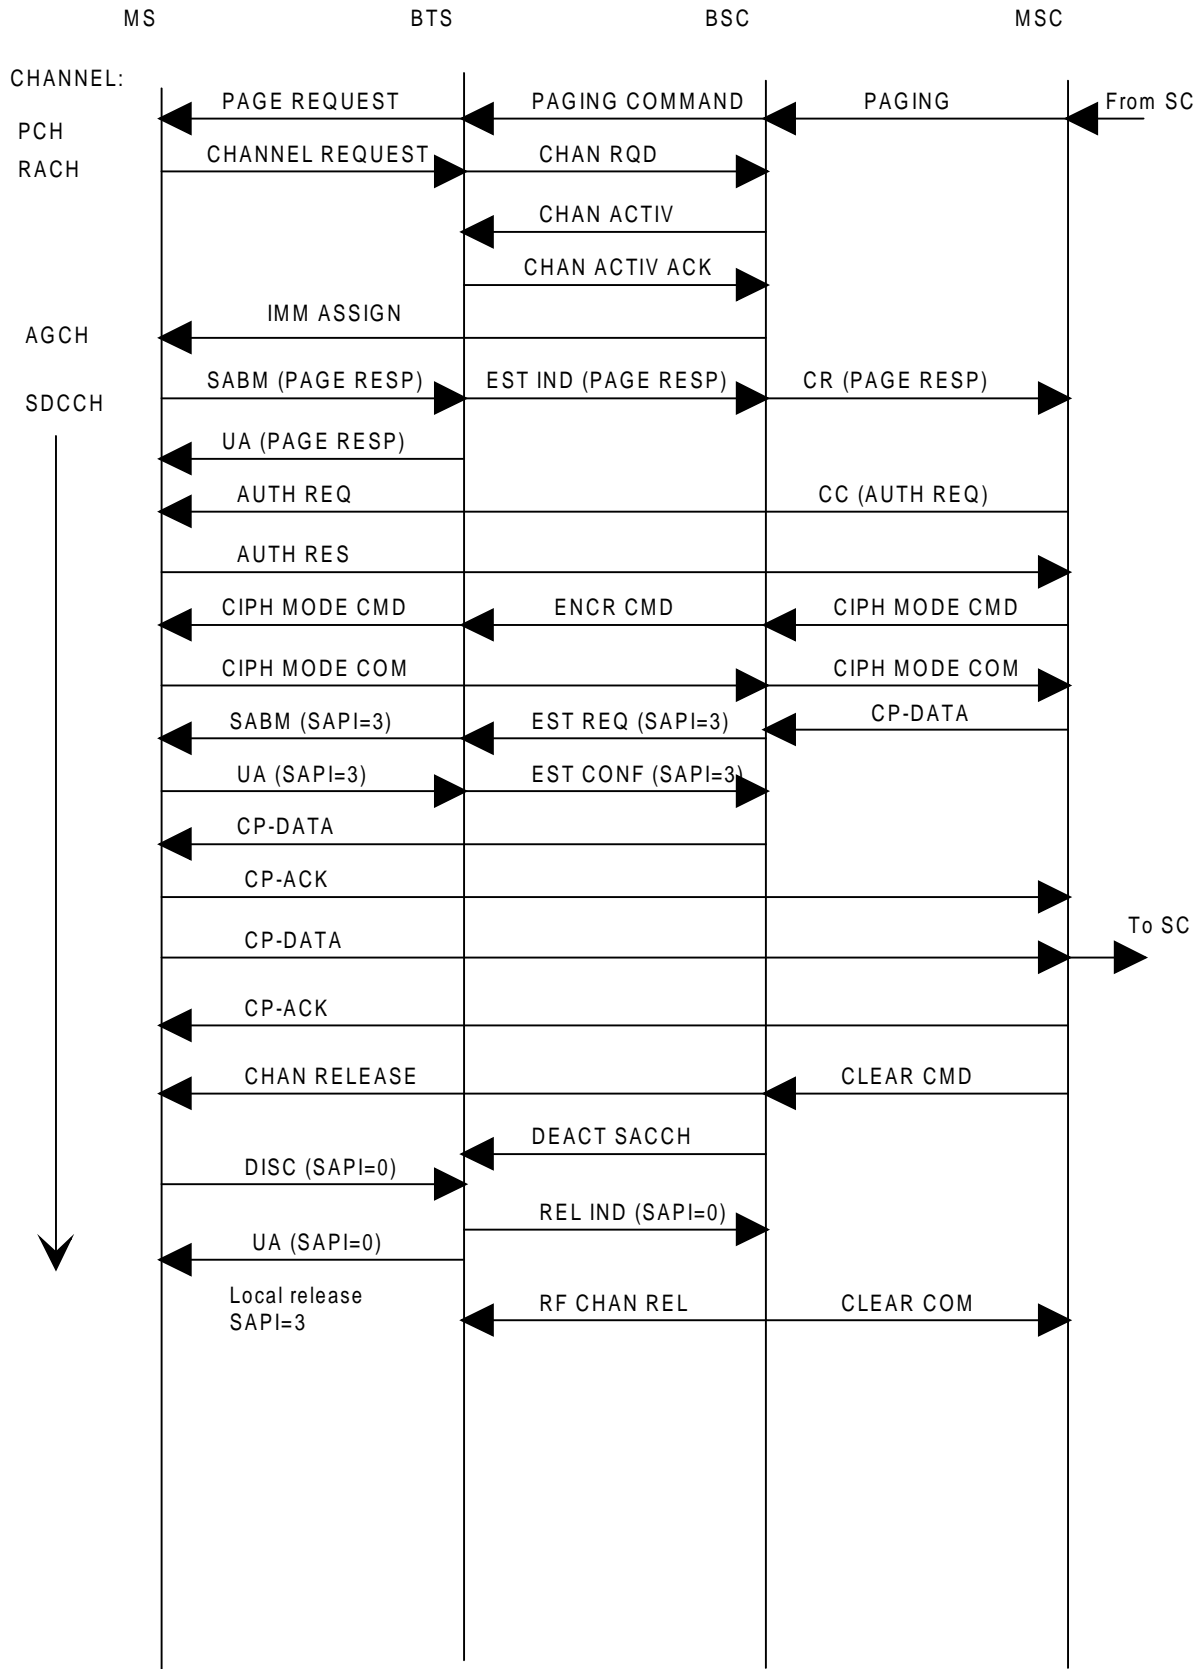 MS BTS BSC MSC
CHANNEL:
PAGE REQUEST PAGING COMMAND PAGING From SC
PCH
CHANNEL REQUEST CHAN RQD
RACH
CHAN ACTIV
CHAN ACTIV ACK
IMM ASSIGN
AGCH
SABM (PAGE RESP) EST IND (PAGE RESP) CR (PAGE RESP)
SDCCH
UA (PAGE RESP)
AUTH REQ CC (AUTH REQ)
AUTH RES
CIPH MODE CMD ENCR CMD CIPH MODE CMD
CIPH MODE COM CIPH MODE COM
CP-DATA
SABM (SAPI=3) EST REQ (SAPI=3)
UA (SAPI=3) EST CONF (SAPI=3)
CP-DATA
CP-ACK
To SC
CP-DATA
CP-ACK
CHAN RELEASE CLEAR CMD
DEACT SACCH
DISC (SAPI=0)
REL IND (SAPI=0)
UA (SAPI=0)
Local release RF CHAN REL CLEAR COM
SAPI=3